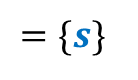 = {s}